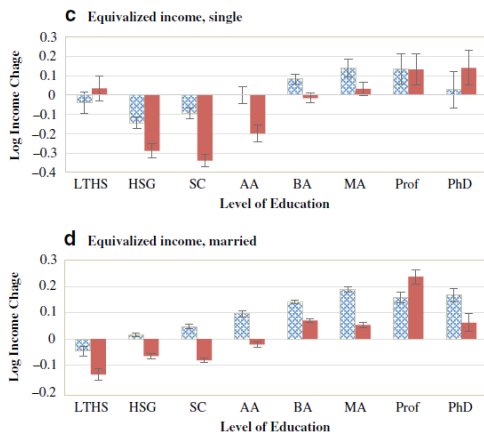 c Equivalized income, single
Log Income Chage
0.3
0.2
0.1
0
−0.1
−0.2
−0.3
−0.4
LTHS HSG SC AA BA MA Prof PhD
Level of Education
d Equivalized income, married
Log Income Chage
0.3
0.2
0.1
0
−0.1
−0.2
LTHS HSG SC AA BA MA Prof PhD
Level of Education